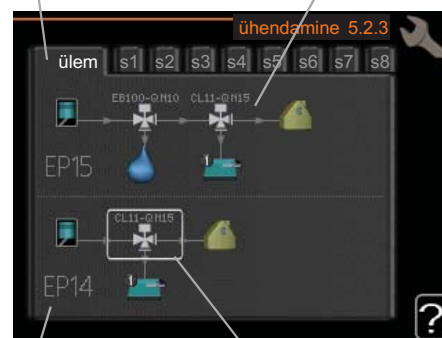 ühendamine 5.2.3
ülem s1 s2 s3 s4 s5 s6 s7 s8
EB100-QN10 CL11-QN15
1
EP15
CL11-QN15
1
EP14
?